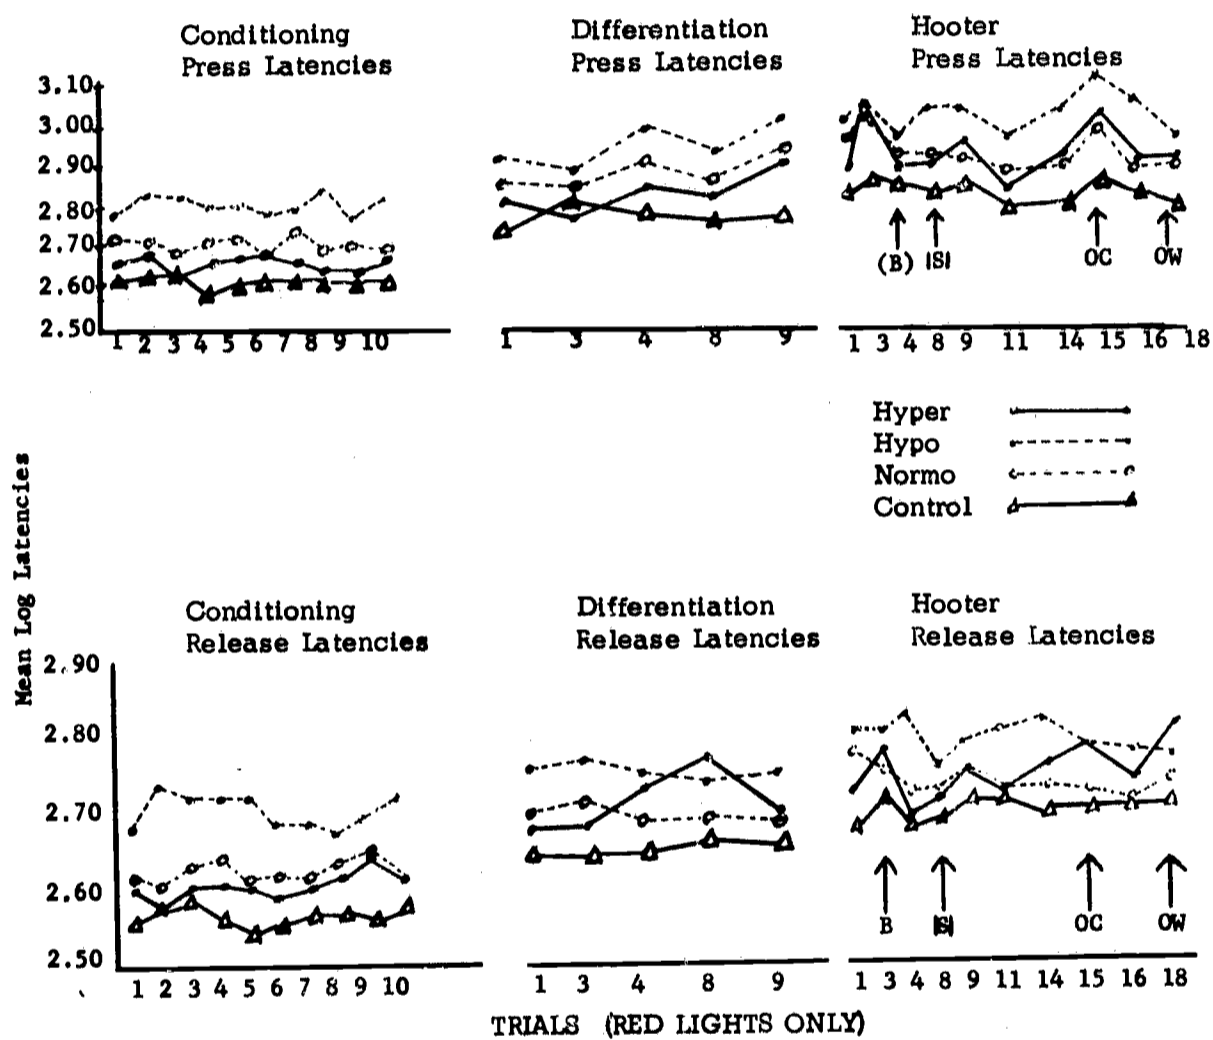 Conditioning
Press Latencies
Differentiation
Press Latencies
Hooter
Press Latencies
3.10
3.00
2.90
2.80
2.70
2.60
2.50
(B) |S| OC OW
1 2 3 4 5 6 7 8 9 10
1 3 4 8 9
1 3 4 8 9 11 14 15 16 18
Hyper
Hypo
Normo
Control
Mean Log Latencies
Conditioning
Release Latencies
Differentiation
Release Latencies
Hooter
Release Latencies
2.90
2.80
2.70
2.60
2.50
B |S| OC OW
1 2 3 4 5 6 7 8 9 10
1 3 4 8 9
1 3 4 8 9 11 14 15 16 18
TRIALS (RED LIGHTS ONLY)